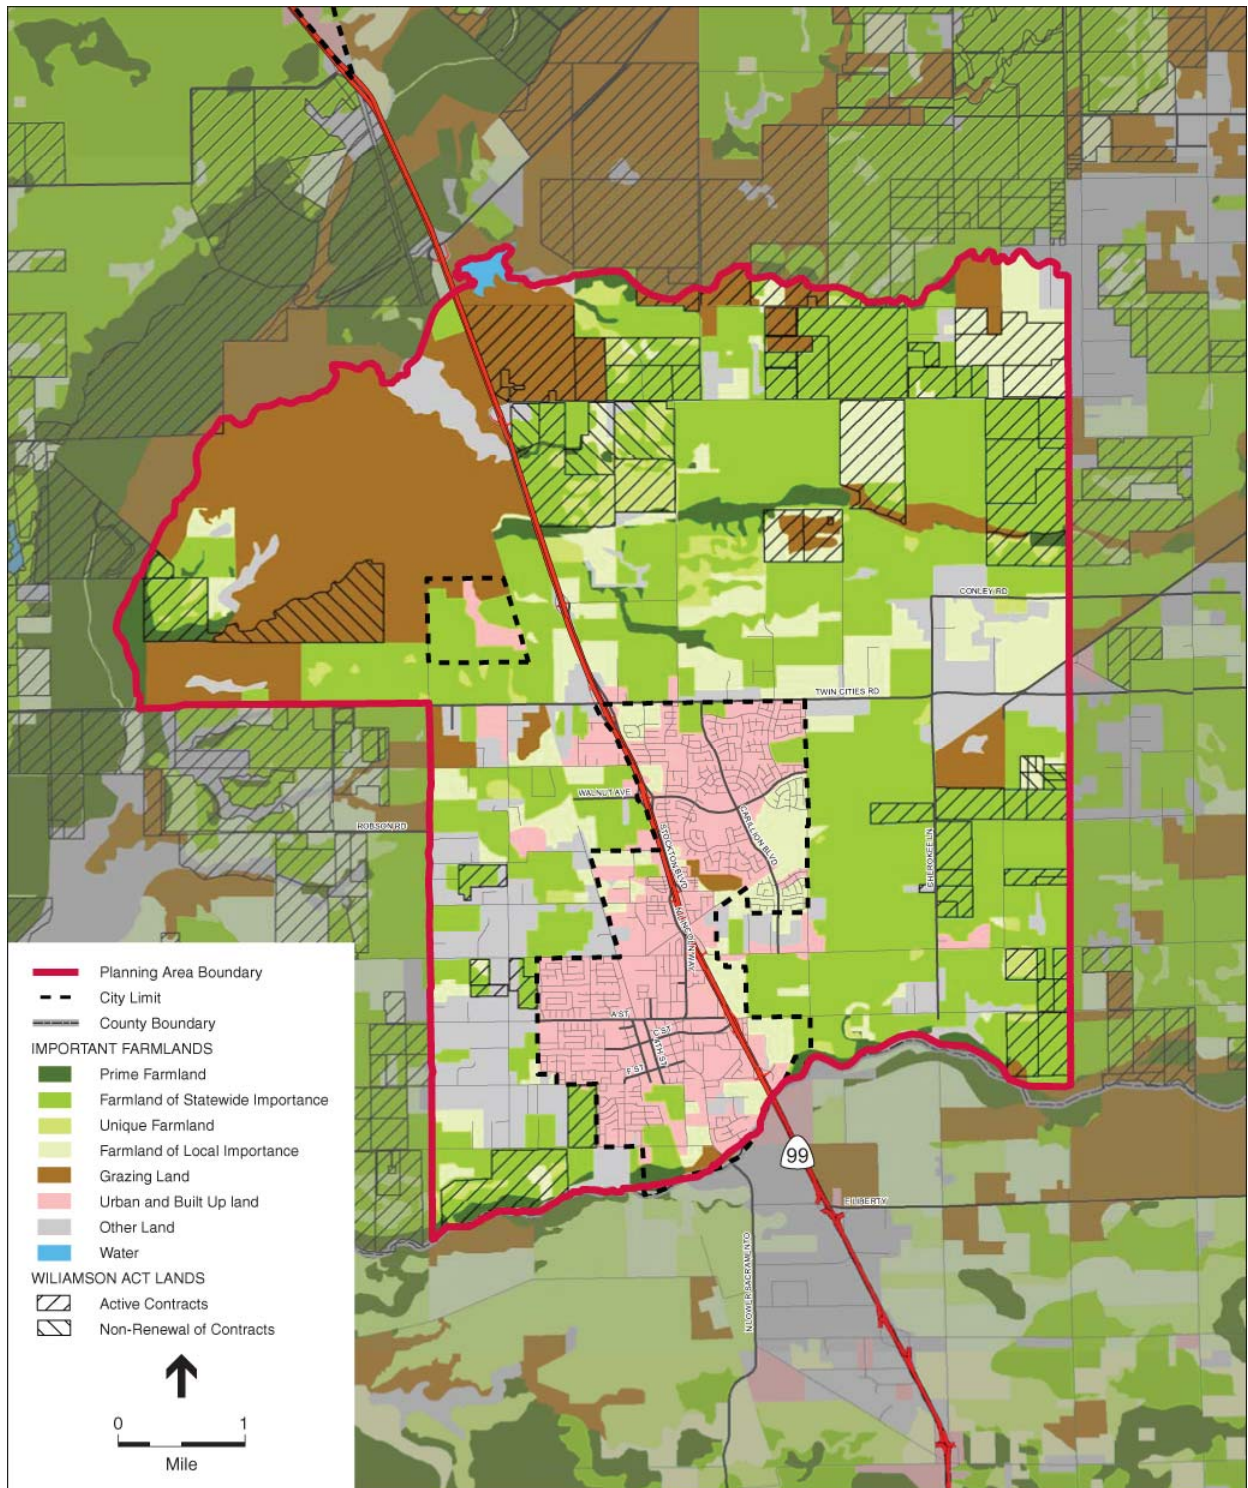 CONLEY RD
TWIN CITIES RD
WALNUT AVE
ROBSON RD
STOCKTON BLVD
CARILLION BLVD
CHEROKEE LN
A ST
C ST
4TH ST
F ST
99
E LIBERTY
N LOWER SACRAMENTO
Planning Area Boundary
City Limit
County Boundary
IMPORTANT FARMLANDS
Prime Farmland
Farmland of Statewide Importance
Unique Farmland
Farmland of Local Importance
Grazing Land
Urban and Built Up land
Other Land
Water
WILIAMSON ACT LANDS
Active Contracts
Non-Renewal of Contracts
0 1
Mile